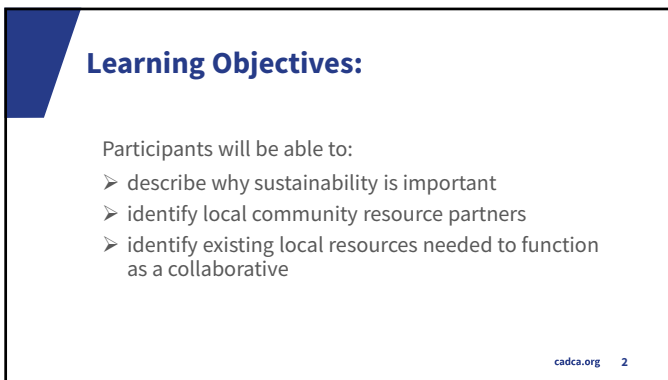 Learning Objectives:
Participants will be able to:
➢ describe why sustainability is important
➢ identify local community resource partners
➢ identify existing local resources needed to function
as a collaborative
cadca.org 2